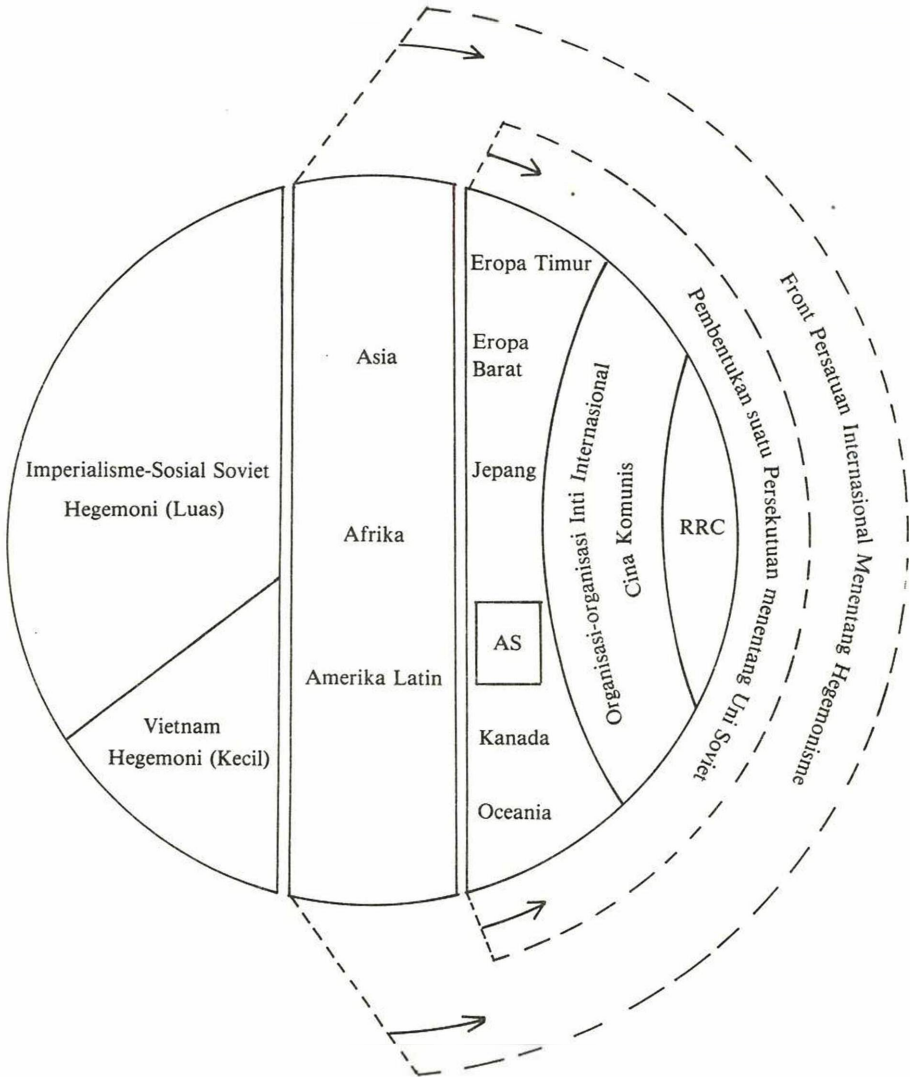 Imperialisme-Sosial Soviet
Hegemoni (Luas)
Vietnam
Hegemoni (Kecil)
Asia
Afrika
Amerika Latin
Eropa Timur
Eropa
Barat
Jepang
AS
Kanada
Oceania
Organisasi-organisasi Inti Internasional
Cina Komunis
RRC
Pembentukan suatu Persekutuan menentang Uni Soviet
Front Persatuan Internasional Menentang Hegemonisme